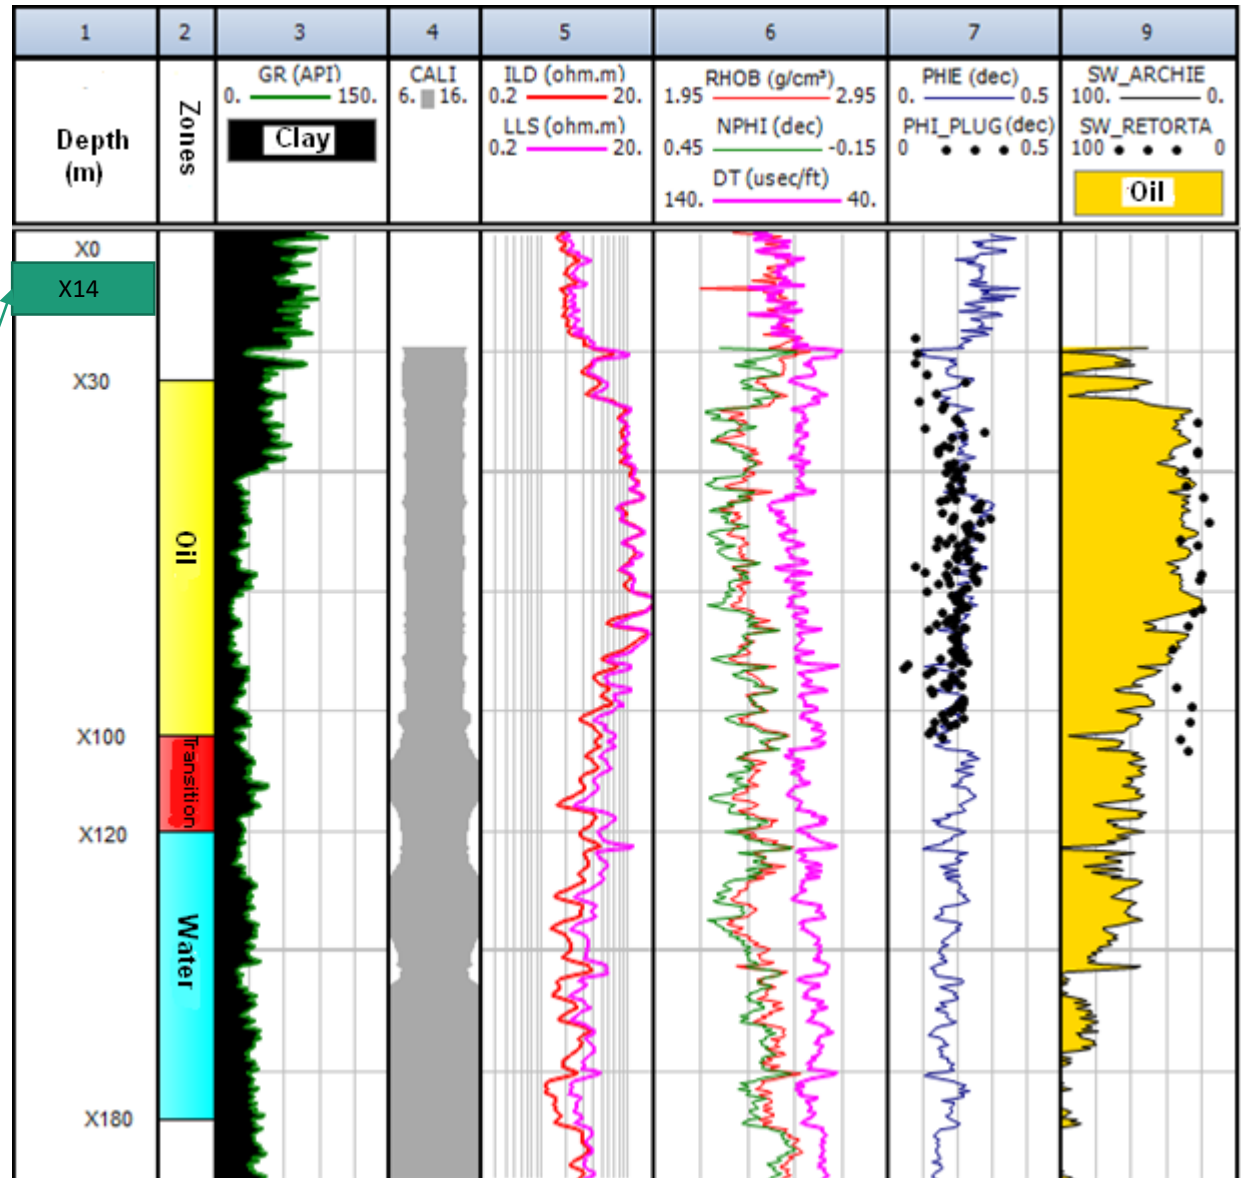 1 2 3 4 5 6 7 9
Depth
(m)
Zones
GR (API)
0. 150.
Clay
CALI
6. 16.
ILD (ohm.m)
0.2 20.
LLS (ohm.m)
0.2 20.
RHOB (g/cm³)
1.95 2.95
NPHI (dec)
0.45 -0.15
DT (usec/ft)
140. 40.
PHIE (dec)
0. 0.5
PHI_PLUG (dec)
0 0.5
SW_ARCHIE
100. 0.
SW_RETORTA
100 0
Oil
X0
X14
X30
X100
X120
X180
Oil
Transition
Water